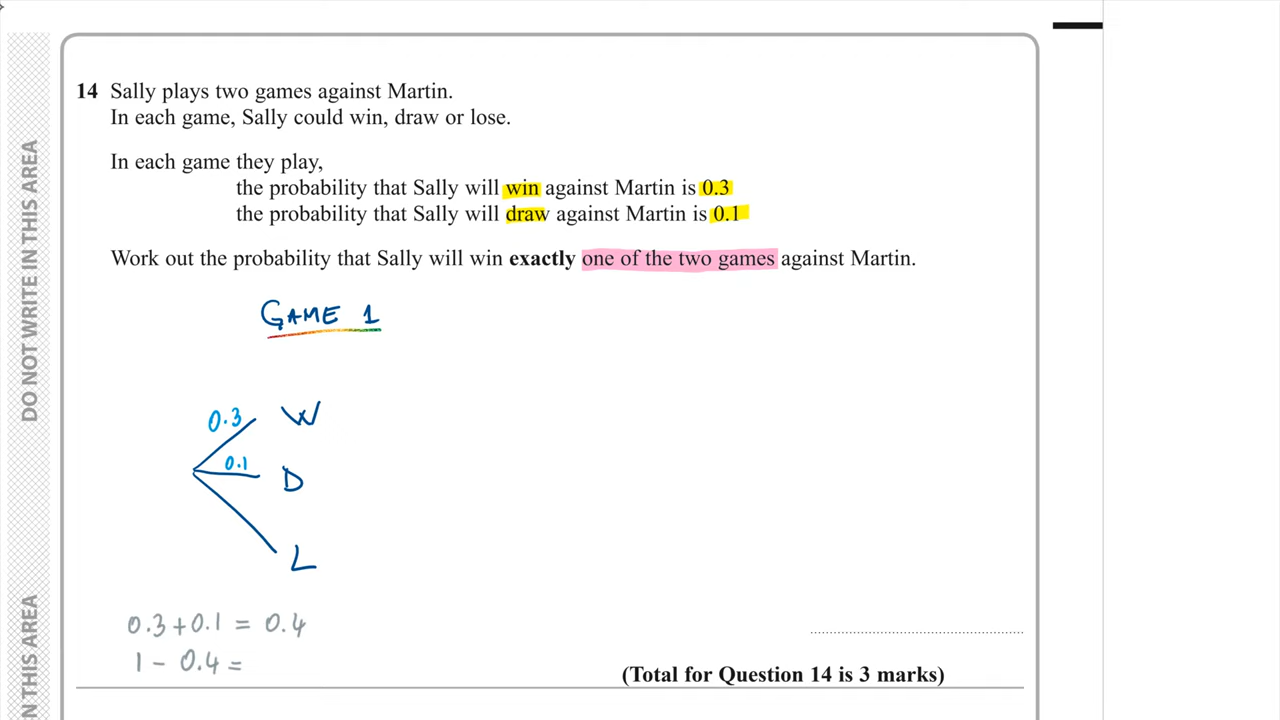 14 Sally plays two games against Martin.
In each game, Sally could win, draw or lose.
In each game they play,
the probability that Sally will win against Martin is 0.3
the probability that Sally will draw against Martin is 0.1
Work out the probability that Sally will win exactly one of the two games against Martin.
GAME 1
0.3 W
0.1 D
L
0.3 + 0.1 = 0.4
1 - 0.4 =
(Total for Question 14 is 3 marks)
DO NOT WRITE IN THIS AREA
N THIS AREA